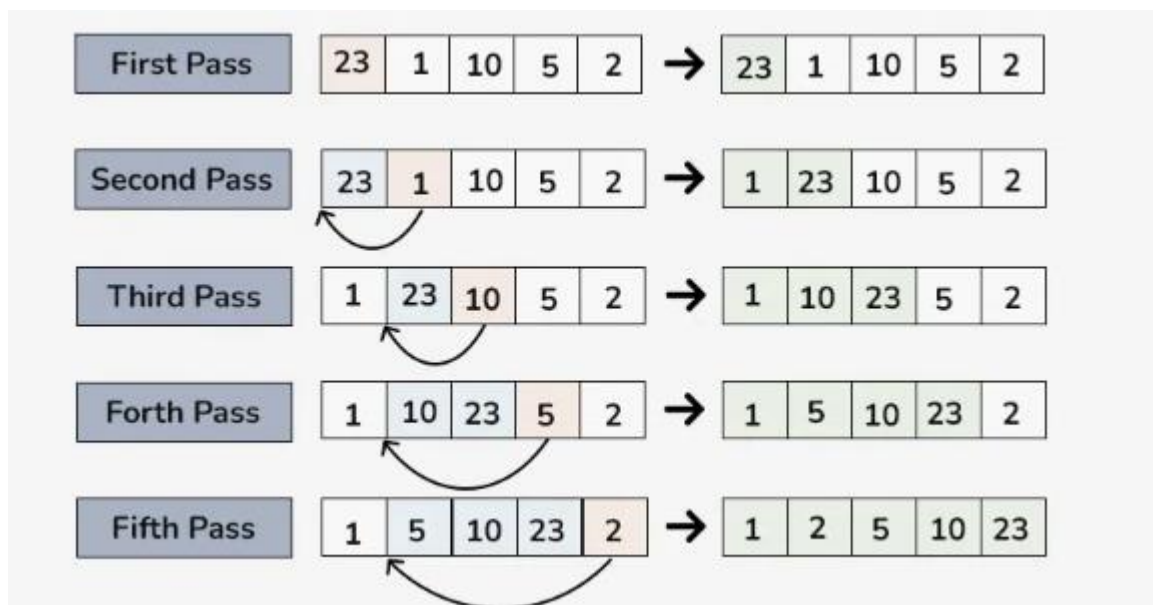 First Pass 23 1 10 5 2 → 23 1 10 5 2
Second Pass 23 1 10 5 2 → 1 23 10 5 2
Third Pass 1 23 10 5 2 → 1 10 23 5 2
Forth Pass 1 10 23 5 2 → 1 5 10 23 2
Fifth Pass 1 5 10 23 2 → 1 2 5 10 23